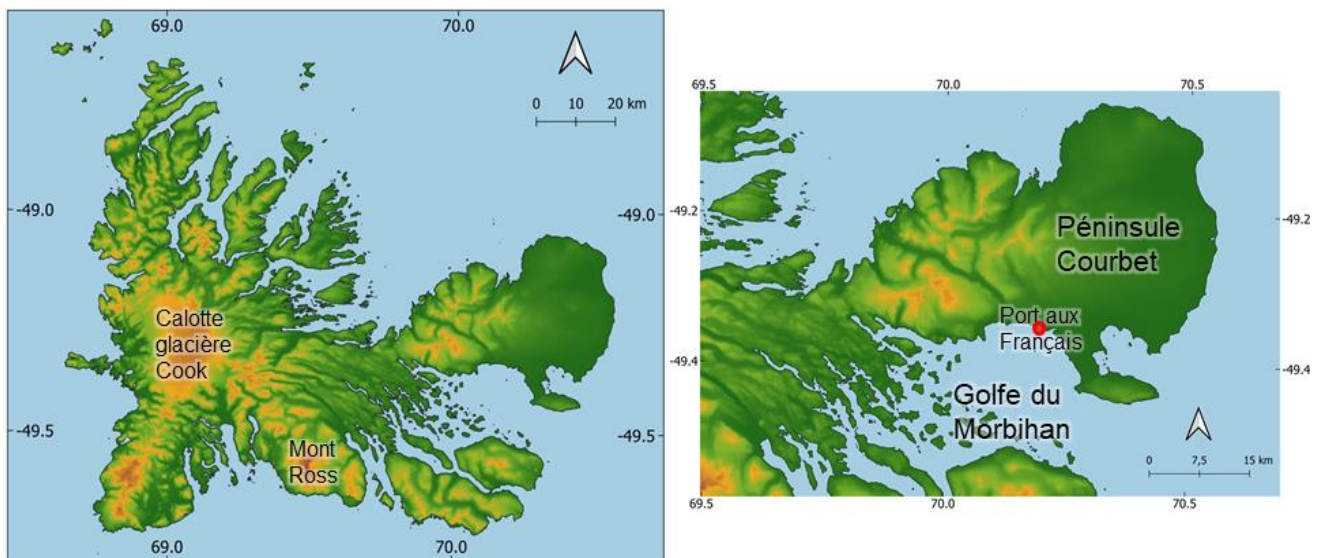 69.0 70.0
0 10 20 km
-49.0 -49.0
Calotte
glacière
Cook
Mont
Ross
-49.5 -49.5
69.0 70.0
69.5 70.0 70.5
-49.2 -49.2
Péninsule
Courbet
Port aux
Français
-49.4 -49.4
Golfe du
Morbihan
0 7,5 15 km
69.5 70.0 70.5